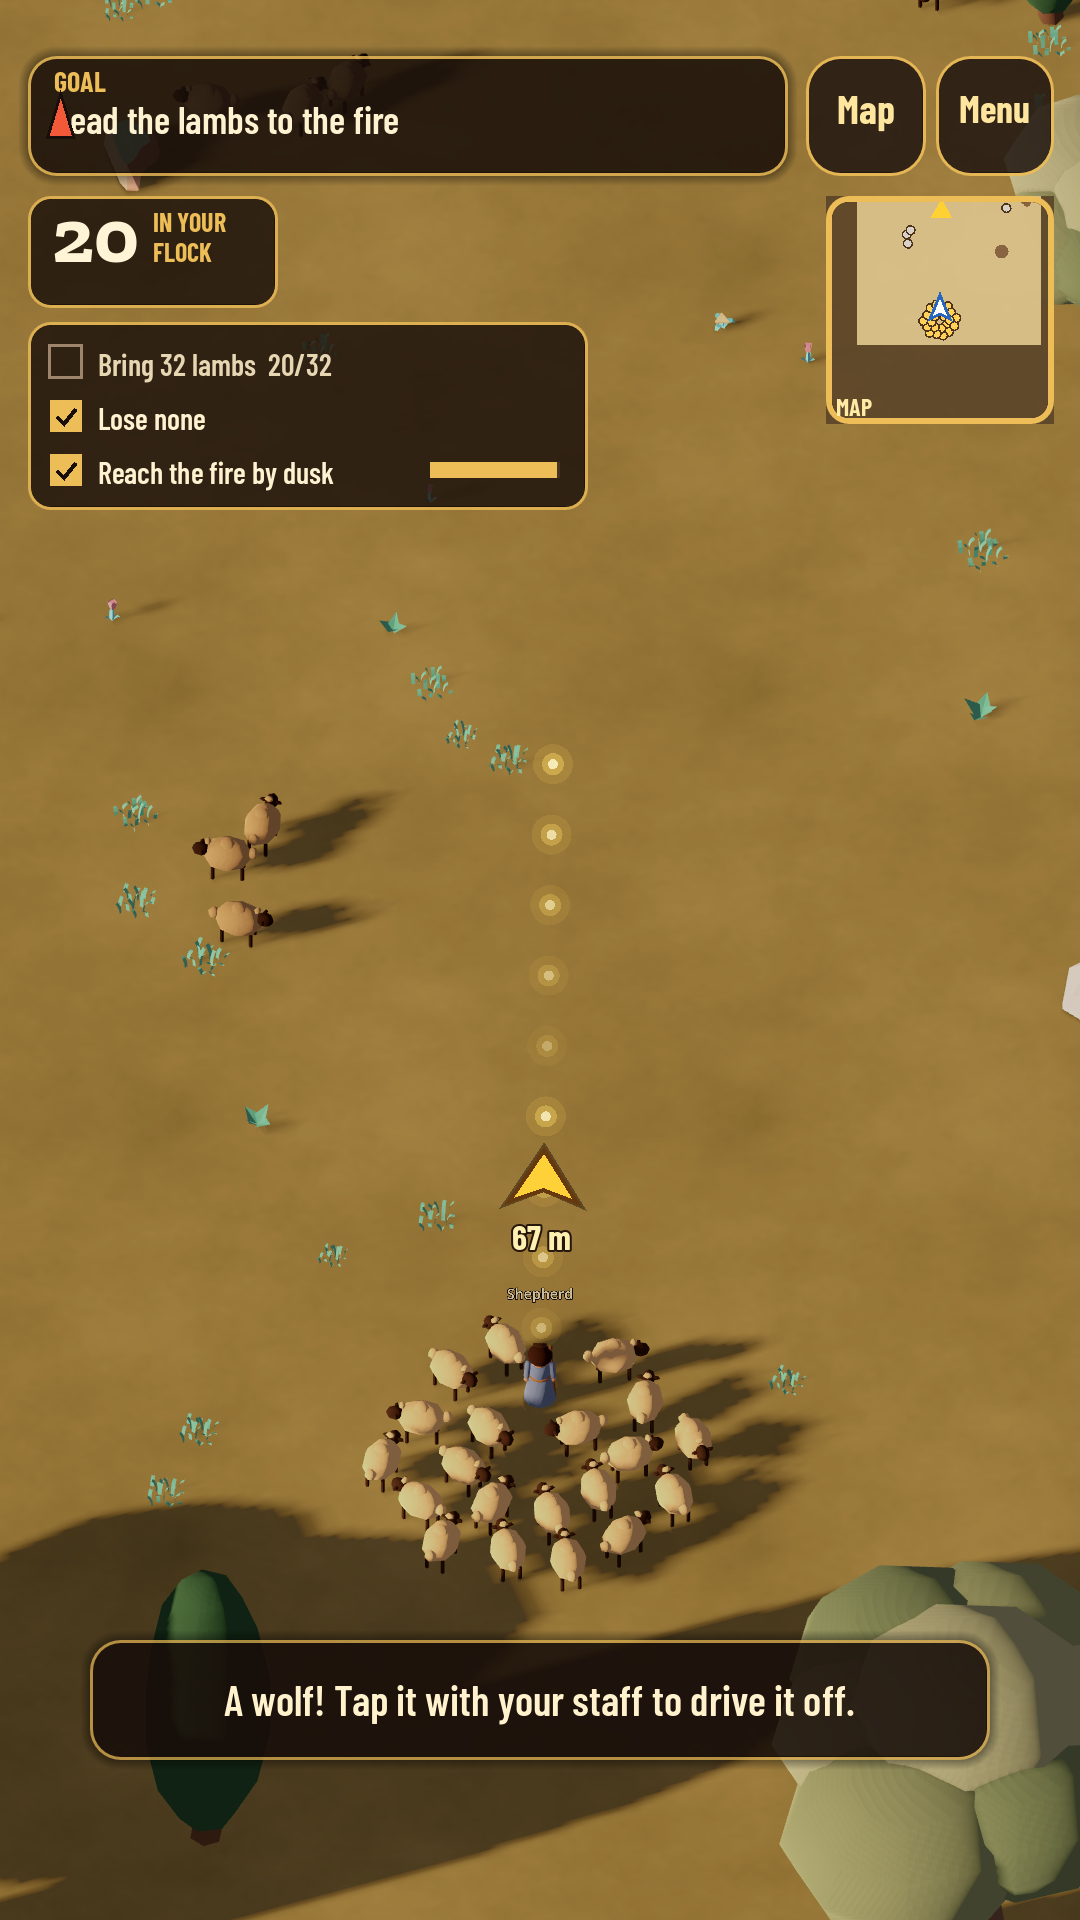 GOAL
ead the lambs to the fire
Map
Menu
20
IN YOUR
FLOCK
Bring 32 lambs 20/32
Lose none
Reach the fire by dusk
MAP
67 m
Shepherd
A wolf! Tap it with your staff to drive it off.